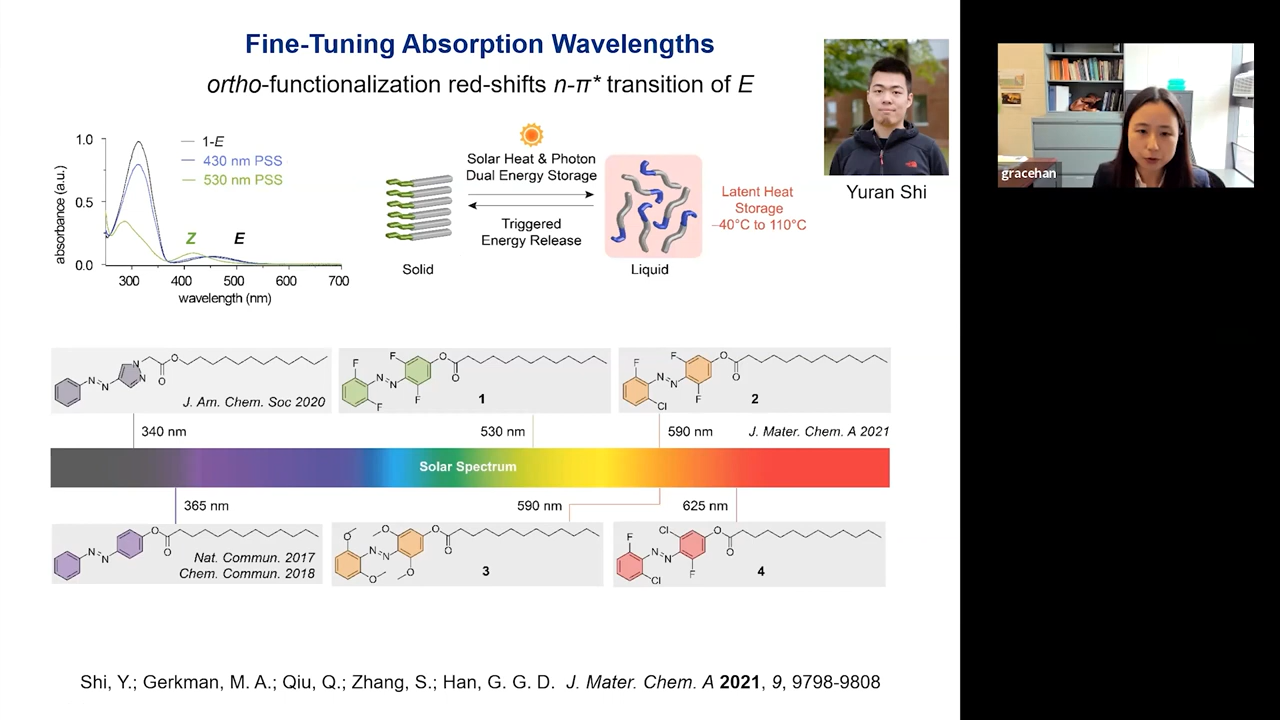 Fine-Tuning Absorption Wavelengths
ortho-functionalization red-shifts n-π* transition of E
Yuran Shi
gracehan
absorbance (a.u.)
1.0
0.5
0.0
1-E
430 nm PSS
530 nm PSS
Z
E
300 400 500 600 700
wavelength (nm)
Solar Heat & Photon
Dual Energy Storage
Triggered
Energy Release
Solid
Liquid
Latent Heat
Storage
–40°C to 110°C
N N
N
N
O
O
J. Am. Chem. Soc 2020
F
F
N N
F
F
O
O
1
F
Cl
N N
F
F
O
O
2
340 nm
530 nm
590 nm
J. Mater. Chem. A 2021
Solar Spectrum
365 nm
590 nm
625 nm
N N
O
O
Nat. Commun. 2017
Chem. Commun. 2018
O
O
N N
O
O
O
O
3
F
Cl
N N
Cl
F
O
O
4
Shi, Y.; Gerkman, M. A.; Qiu, Q.; Zhang, S.; Han, G. G. D. J. Mater. Chem. A 2021, 9, 9798-9808